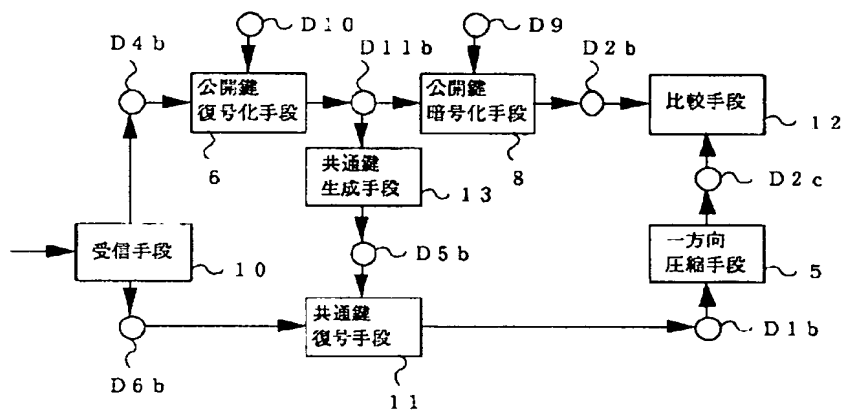 D10
D9
D4b
D11b
D2b
公開鍵
復号化手段
公開鍵
暗号化手段
比較手段
6
8
12
共通鍵
生成手段
13
D2c
受信手段
10
D5b
一方向
圧縮手段
5
共通鍵
復号手段
D6b
D1b
11